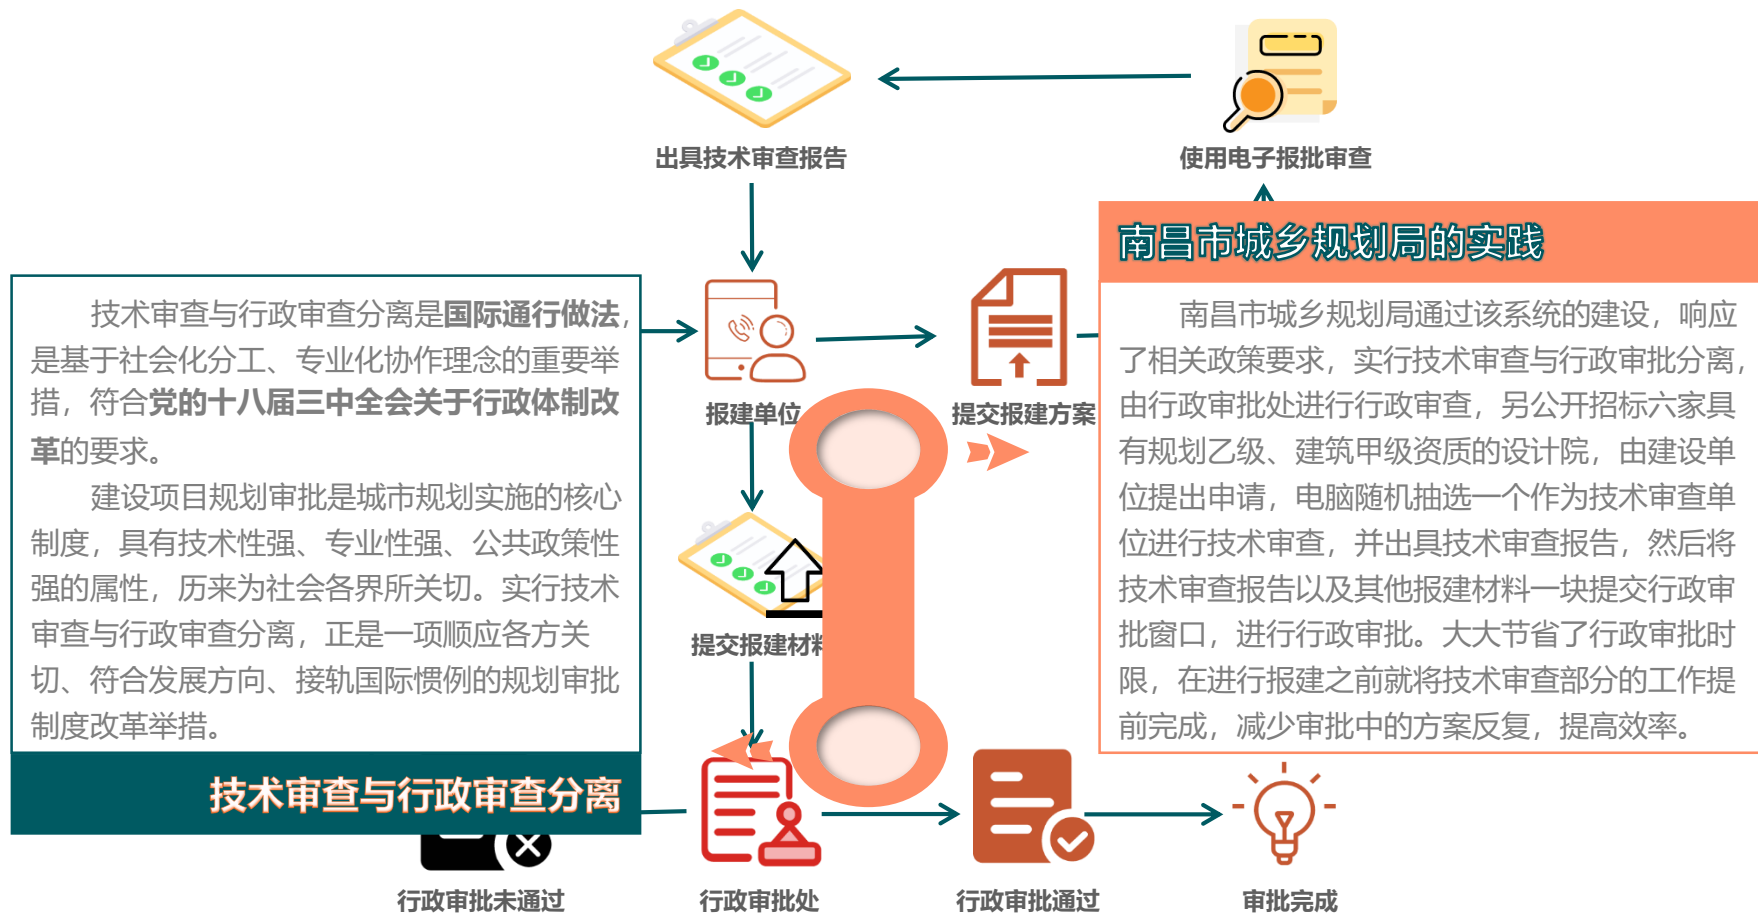 出具技术审查报告
使用电子报批审查
南昌市城乡规划局的实践
技术审查与行政审查分离是国际通行做法，
是基于社会化分工、专业化协作理念的重要举
措，符合党的十八届三中全会关于行政体制改
革的要求。
建设项目规划审批是城市规划实施的核心
制度，具有技术性强、专业性强、公共政策性
强的属性，历来为社会各界所关切。实行技术
审查与行政审查分离，正是一项顺应各方关
切、符合发展方向、接轨国际惯例的规划审批
制度改革举措。
技术审查与行政审查分离
报建单位
提交报建方案
提交报建材料
南昌市城乡规划局通过该系统的建设，响应
了相关政策要求，实行技术审查与行政审批分离，
由行政审批处进行行政审查，另公开招标六家具
有规划乙级、建筑甲级资质的设计院，由建设单
位提出申请，电脑随机抽选一个作为技术审查单
位进行技术审查，并出具技术审查报告，然后将
技术审查报告以及其他报建材料一块提交行政审
批窗口，进行行政审批。大大节省了行政审批时
限，在进行报建之前就将技术审查部分的工作提
前完成，减少审批中的方案反复，提高效率。
行政审批未通过
行政审批处
行政审批通过
审批完成